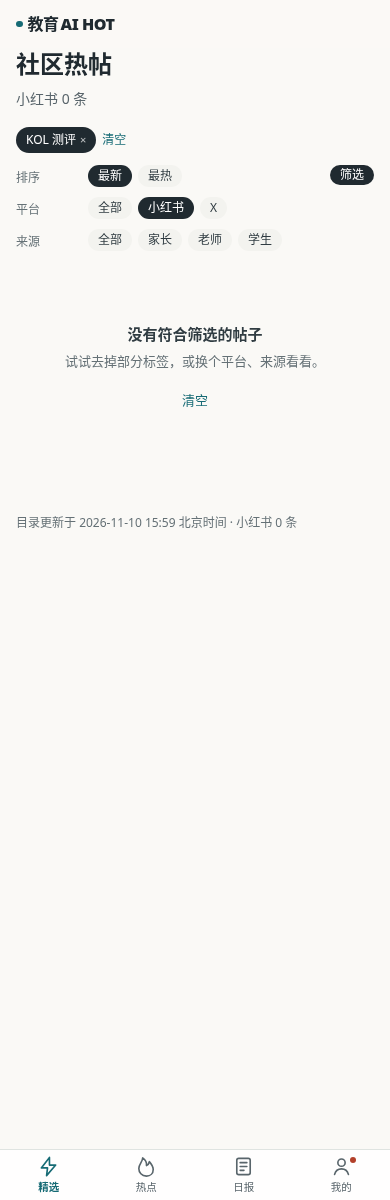 教育 AI HOT
社区热帖
小红书 0 条
KOL 测评 × 清空
排序 最新 最热 筛选
平台 全部 小红书 X
来源 全部 家长 老师 学生
没有符合筛选的帖子
试试去掉部分标签，或换个平台、来源看看。
清空
目录更新于 2026-11-10 15:59 北京时间 · 小红书 0 条
精选 热点 日报 我的